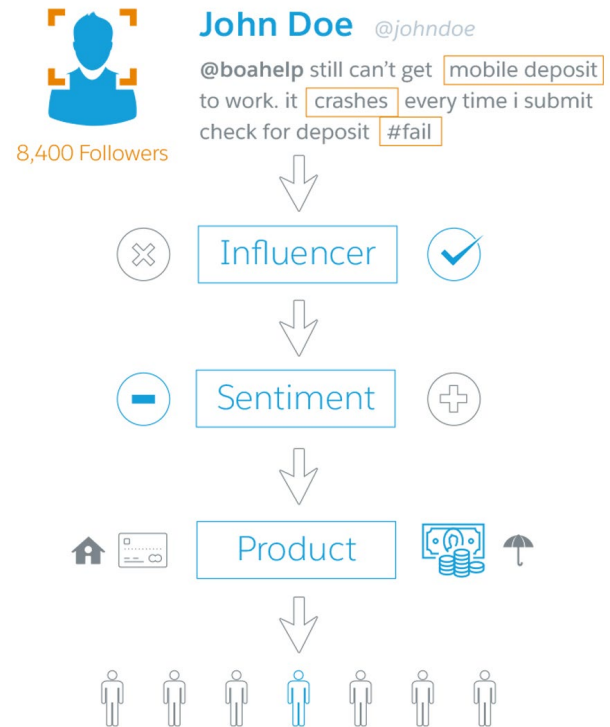 John Doe @johndoe
@boahelp still can't get mobile deposit
to work. it crashes every time i submit
check for deposit #fail
8,400 Followers
Influencer
Sentiment
Product